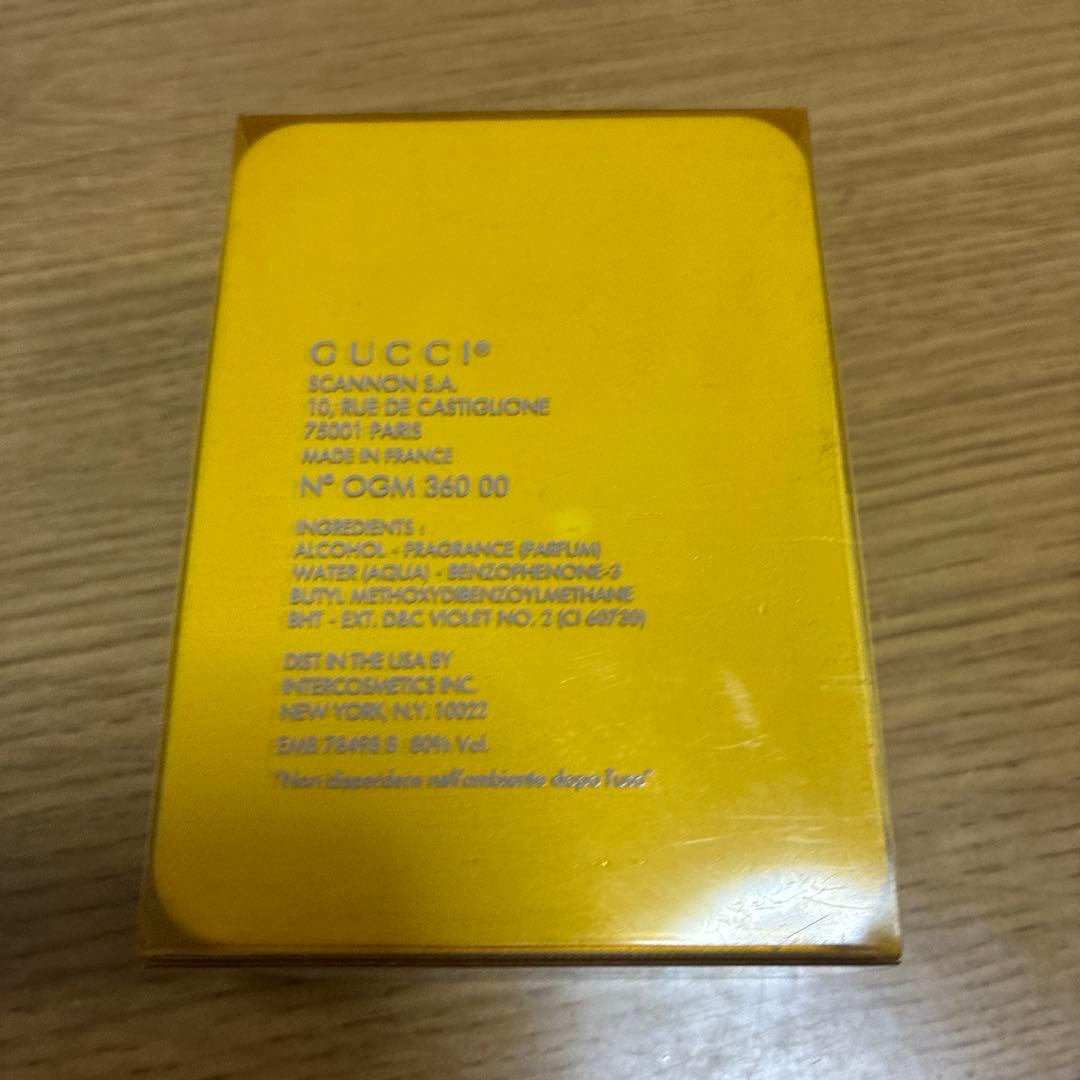 GUCCI®
SCANNON S.A.
10, RUE DE CASTIGLIONE
75001 PARIS
MADE IN FRANCE
Nº OGM 360 00
INGREDIENTS :
ALCOHOL - FRAGRANCE (PARFUM)
WATER (AQUA) - BENZOPHENONE-3
BUTYL METHOXYDIBENZOYLMETHANE
BHT - EXT. D&C VIOLET NO. 2 (CI 60730)
DIST IN THE USA BY
INTERCOSMETICS INC.
NEW YORK, N.Y. 10022
EMB 78498 B 80% Vol.
"Non disperdere nell'ambiente dopo l'uso"